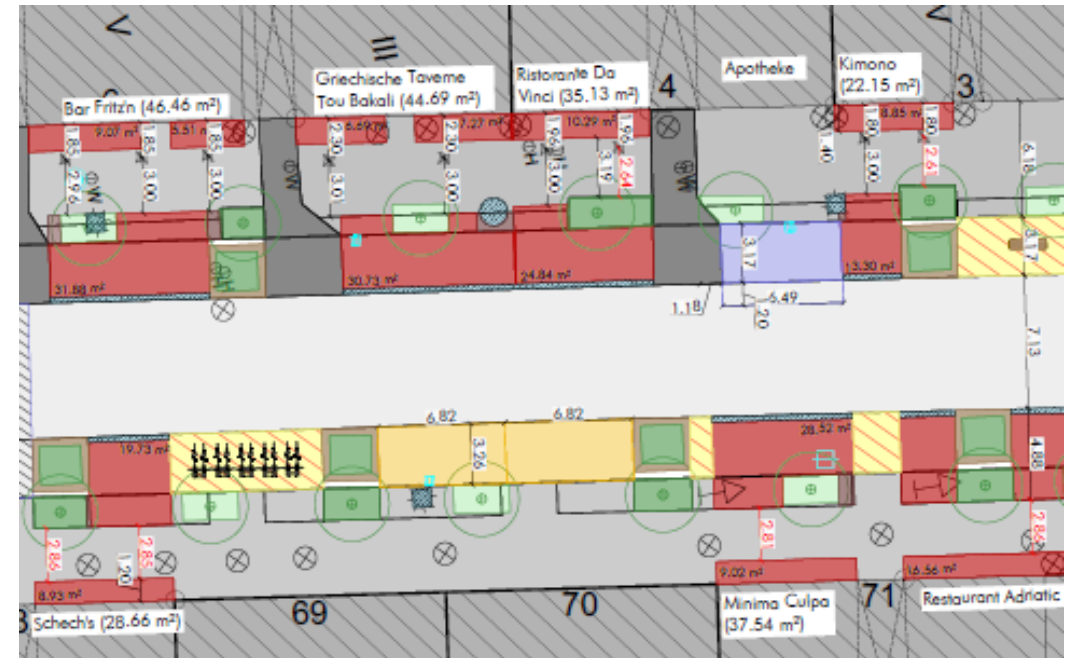 V
III
V
4
3
Bar Fritz'n (46.46 m²)
Griechische Taverne
Tou Bakali (44.69 m²)
Ristorante Da
Vinci (35.13 m²)
Apotheke
Kimono
(22.15 m²)
9.07 m²
5.51
7.27 m²
10.29 m²
8.85 m²
1.85
1.85
1.85
2.30
2.30
1.96
1.96
1.80
1.80
1.40
2.96
3.00
3.00
3.01
3.00
3.00
3.19
2.64
3.00
2.61
6.18
31.88 m²
30.73 m²
24.84 m²
3.17
13.30 m²
3.17
6.49
1.18
.20
7.13
6.82
6.82
19.73 m²
3.26
28.52 m²
4.88
2.86
2.85
1.20
2.81
2.86
8.93 m²
9.02 m²
16.56 m²
69
70
71
Schech's (28.66 m²)
Minima Culpa
(37.54 m²)
Restaurant Adriatic